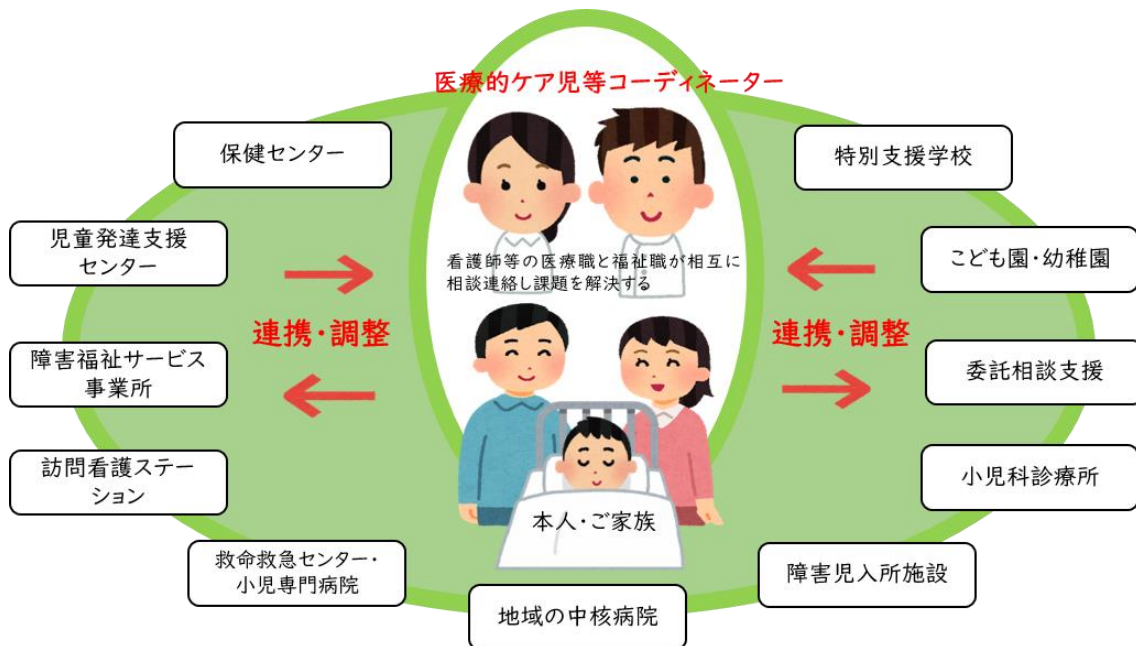 医療的ケア児等コーディネーター
保健センター
特別支援学校
児童発達支援
センター
看護師等の医療職と福祉職が相互に
相談連絡し課題を解決する
こども園・幼稚園
連携・調整
連携・調整
障害福祉サービス
事業所
委託相談支援
訪問看護ステー
ション
小児科診療所
本人・ご家族
救命救急センター・
小児専門病院
障害児入所施設
地域の中核病院